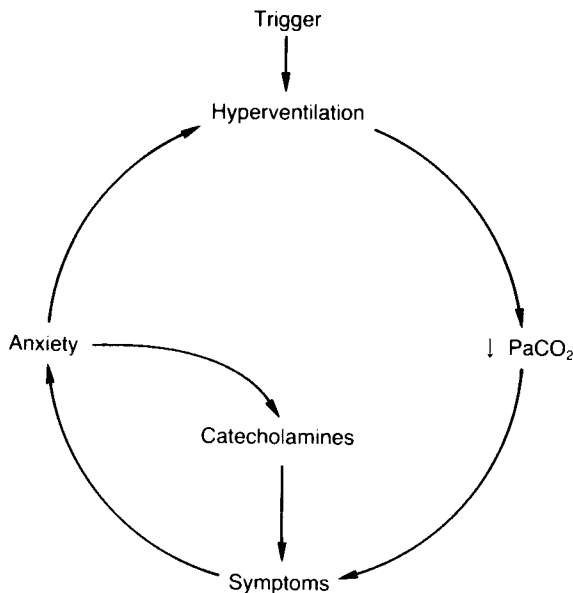 Trigger
Hyperventilation
Anxiety
↓ PaCO₂
Catecholamines
Symptoms